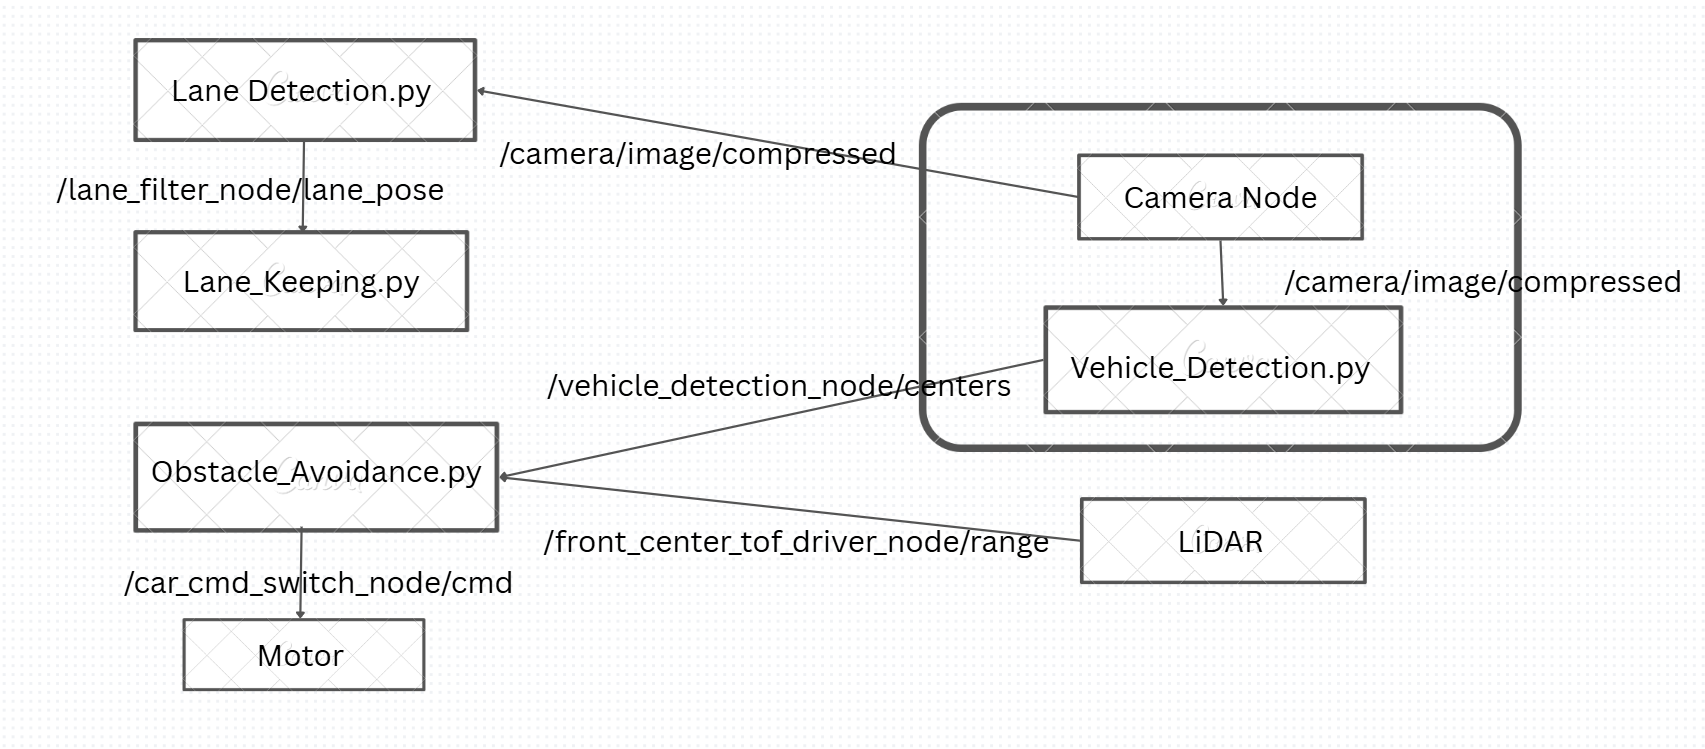 Lane Detection.py
/camera/image/compressed
Camera Node
/lane_filter_node/lane_pose
Lane_Keeping.py
/camera/image/compressed
Vehicle_Detection.py
/vehicle_detection_node/centers
Obstacle_Avoidance.py
/front_center_tof_driver_node/range
LiDAR
/car_cmd_switch_node/cmd
Motor